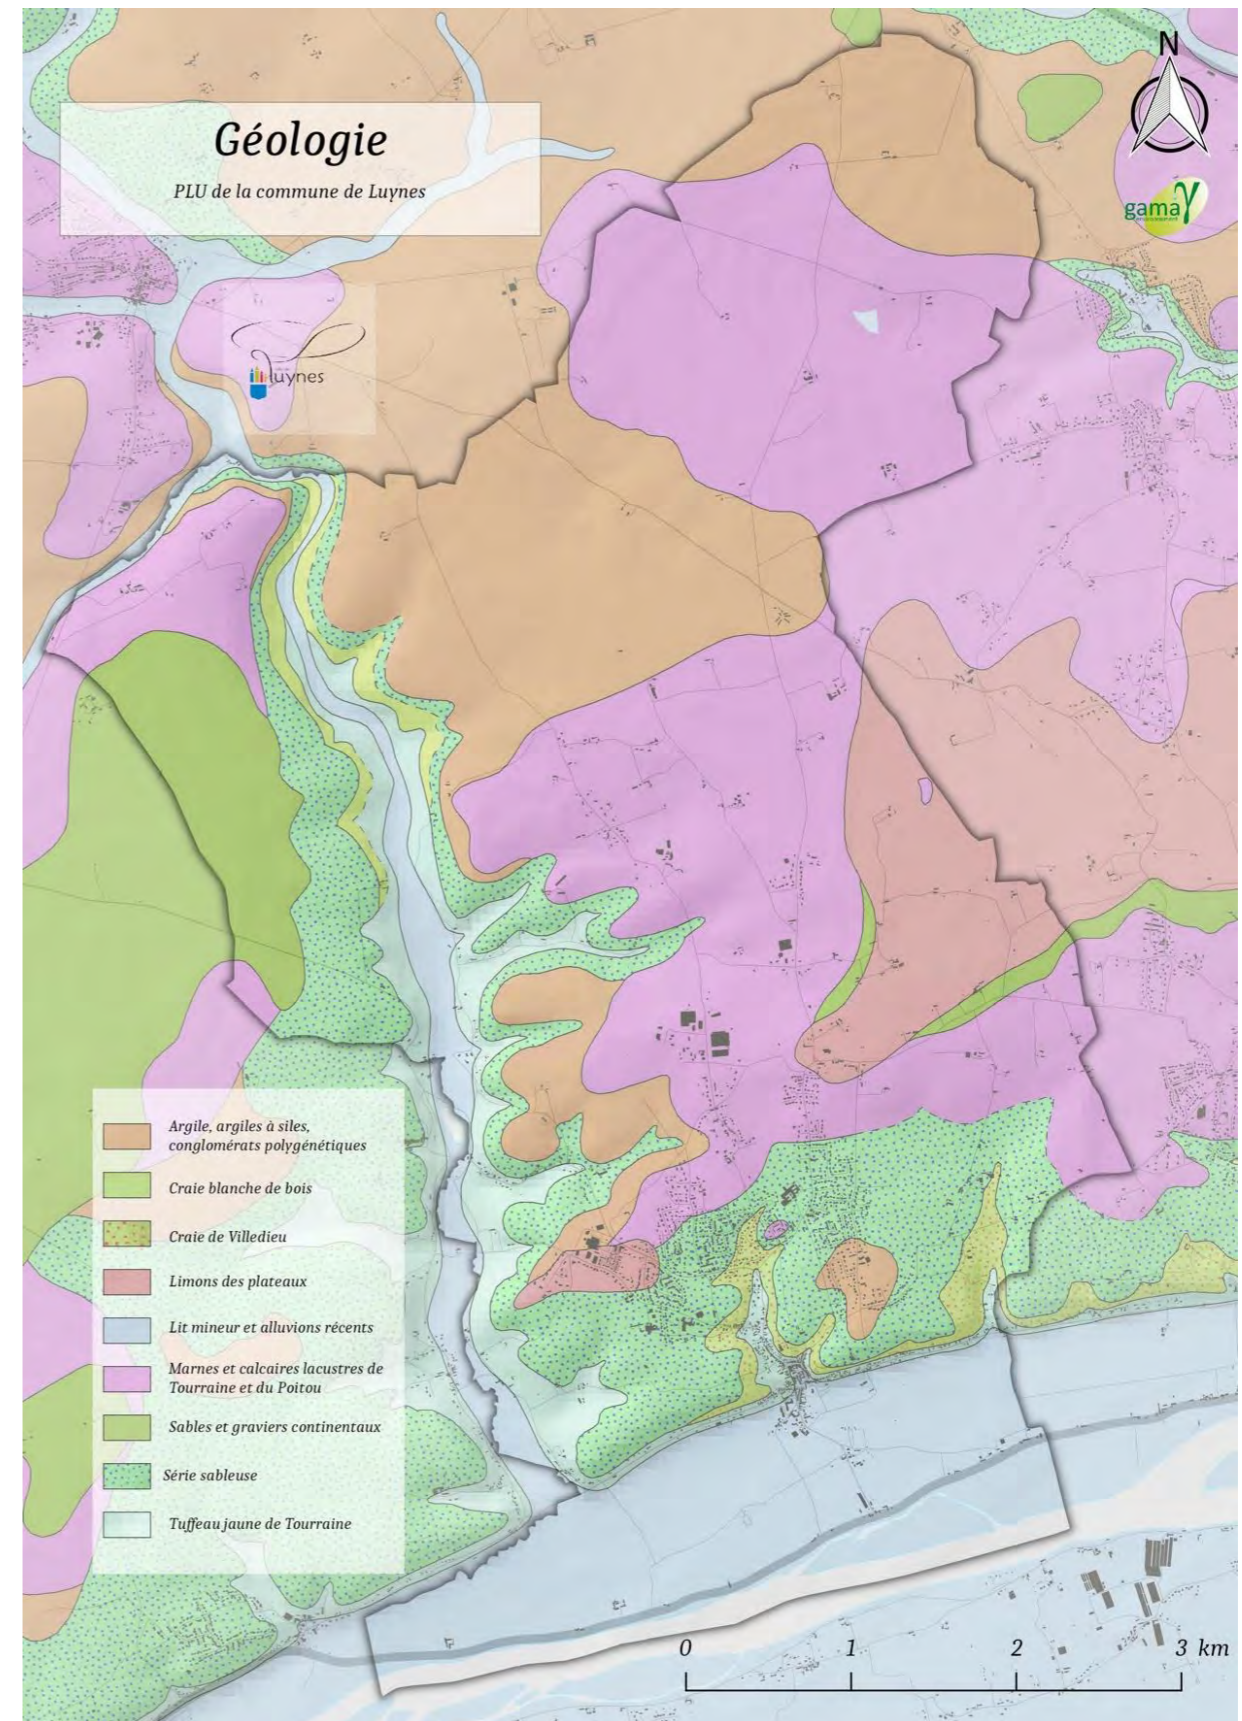 Géologie
PLU de la commune de Luynes
N
gama γ
environnement
luynes
Argile, argiles à siles,
conglomérats polygénétiques
Craie blanche de bois
Craie de Villedieu
Limons des plateaux
Lit mineur et alluvions récents
Marnes et calcaires lacustres de
Tourraine et du Poitou
Sables et graviers continentaux
Série sableuse
Tuffeau jaune de Tourraine
0 1 2 3 km